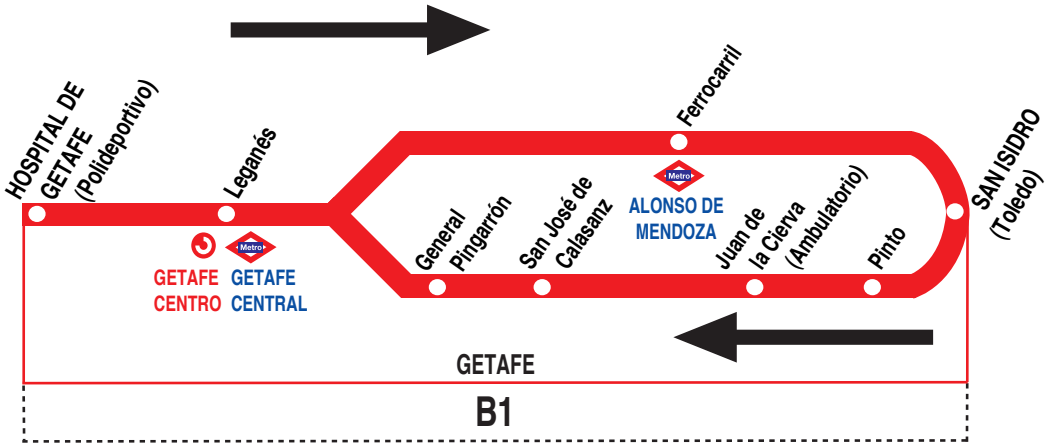 HOSPITAL DE
GETAFE
(Polideportivo)
Leganés
Ferrocarril
SAN ISIDRO
(Toledo)
Metro
ALONSO DE
MENDOZA
Metro
GETAFE
CENTRO
GETAFE
CENTRAL
General
Pingarrón
San José de
Calasanz
Juan de
la Cierva
(Ambulatorio)
Pinto
GETAFE
B1